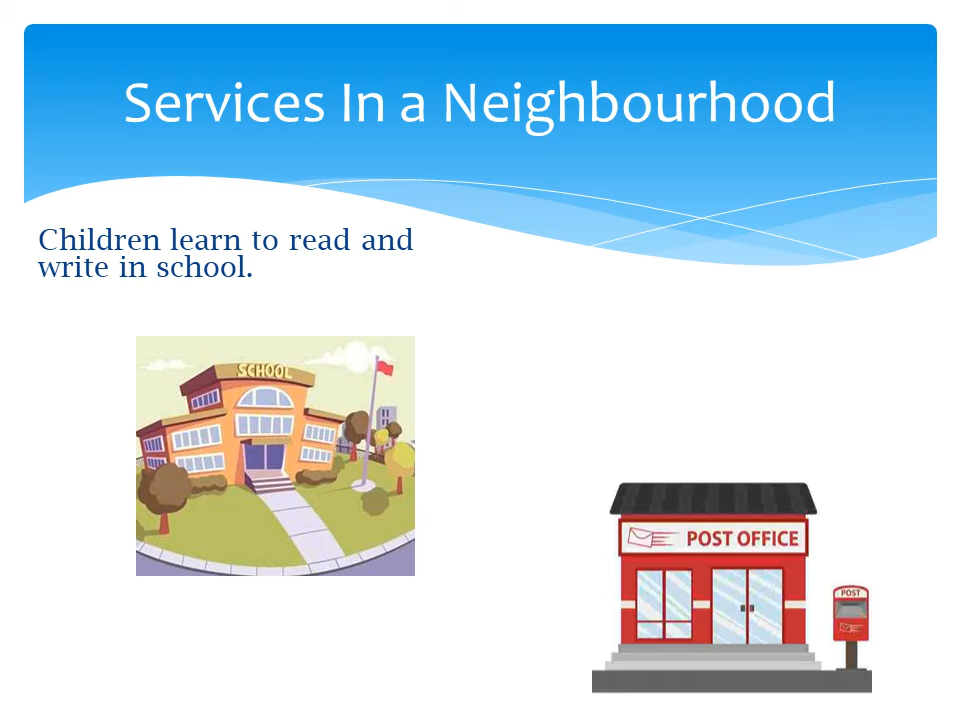 Services In a Neighbourhood
Children learn to read and
write in school.
SCHOOL
POST OFFICE
POST